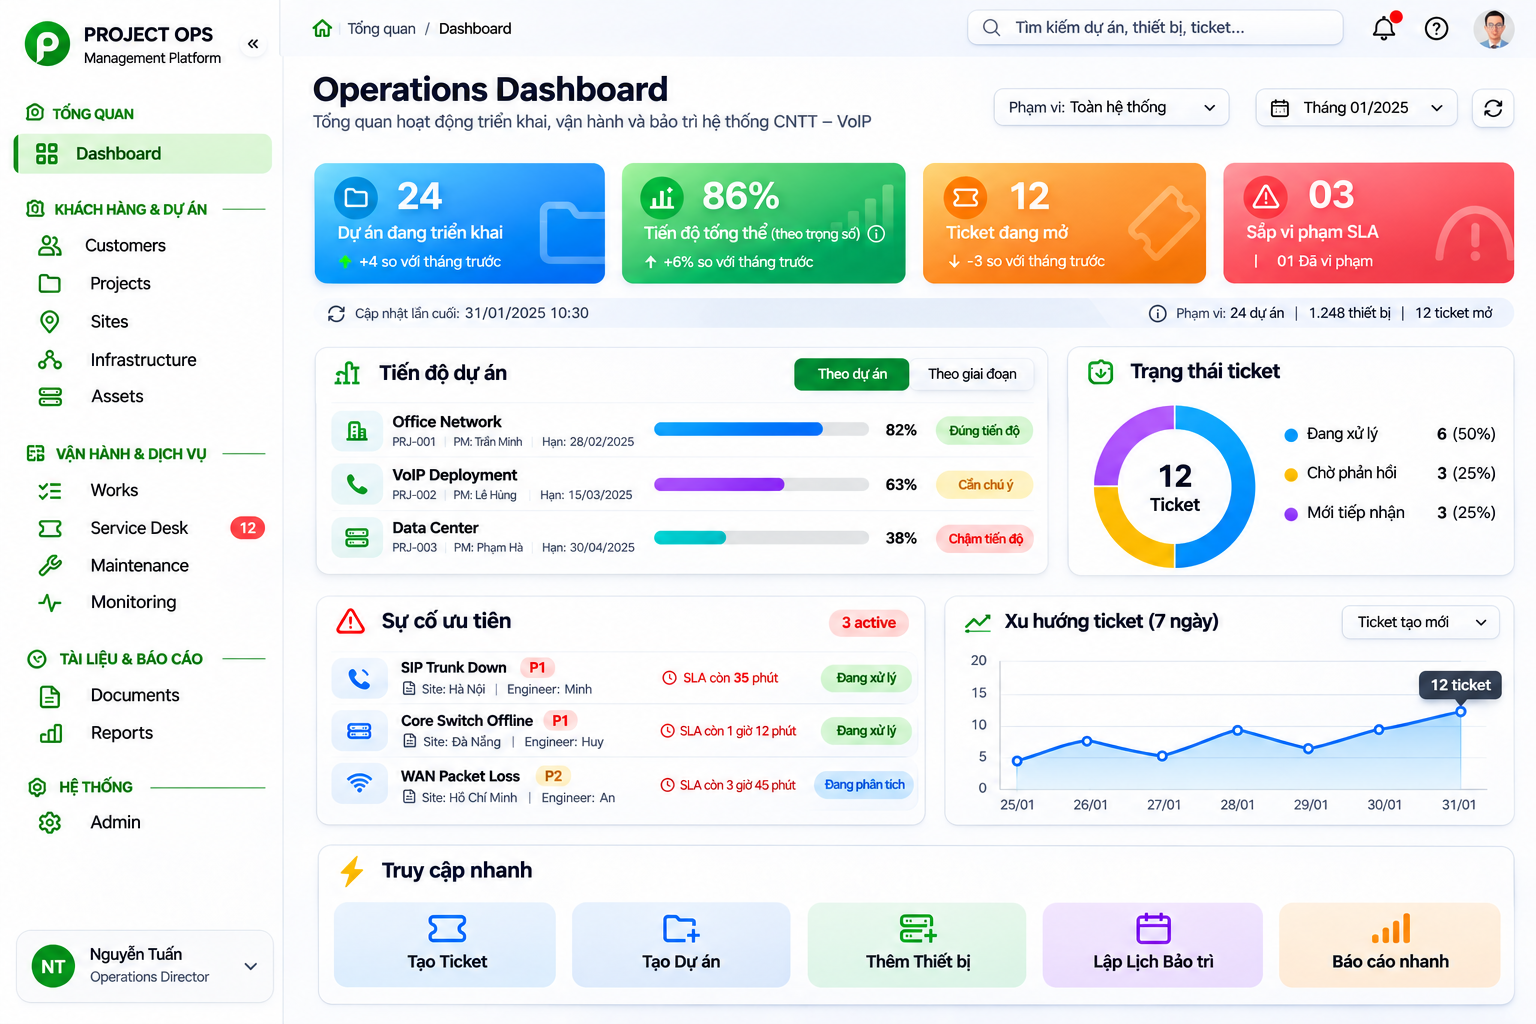 PROJECT OPS
Management Platform
«
TỔNG QUAN
Dashboard
KHÁCH HÀNG & DỰ ÁN
Customers
Projects
Sites
Infrastructure
Assets
VẬN HÀNH & DỊCH VỤ
Works
Service Desk 12
Maintenance
Monitoring
TÀI LIỆU & BÁO CÁO
Documents
Reports
HỆ THỐNG
Admin
NT
Nguyễn Tuấn
Operations Director
Tổng quan / Dashboard
Tìm kiếm dự án, thiết bị, ticket...
Operations Dashboard
Tổng quan hoạt động triển khai, vận hành và bảo trì hệ thống CNTT – VoIP
Phạm vi: Toàn hệ thống
Tháng 01/2025
24
Dự án đang triển khai
+4 so với tháng trước
86%
Tiến độ tổng thể (theo trọng số)
+6% so với tháng trước
12
Ticket đang mở
-3 so với tháng trước
03
Sắp vi phạm SLA
| 01 Đã vi phạm
Cập nhật lần cuối: 31/01/2025 10:30
Phạm vi: 24 dự án | 1.248 thiết bị | 12 ticket mở
Tiến độ dự án
Theo dự án
Theo giai đoạn
Office Network
PRJ-001 | PM: Trần Minh | Hạn: 28/02/2025
82%
Đúng tiến độ
VoIP Deployment
PRJ-002 | PM: Lê Hùng | Hạn: 15/03/2025
63%
Cần chú ý
Data Center
PRJ-003 | PM: Phạm Hà | Hạn: 30/04/2025
38%
Chậm tiến độ
Trạng thái ticket
12
Ticket
Đang xử lý 6 (50%)
Chờ phản hồi 3 (25%)
Mới tiếp nhận 3 (25%)
Sự cố ưu tiên
3 active
SIP Trunk Down P1
Site: Hà Nội | Engineer: Minh
SLA còn 35 phút
Đang xử lý
Core Switch Offline P1
Site: Đà Nẵng | Engineer: Huy
SLA còn 1 giờ 12 phút
Đang xử lý
WAN Packet Loss P2
Site: Hồ Chí Minh | Engineer: An
SLA còn 3 giờ 45 phút
Đang phân tích
Xu hướng ticket (7 ngày)
Ticket tạo mới
20
15
10
5
0
12 ticket
25/01 26/01 27/01 28/01 29/01 30/01 31/01
Truy cập nhanh
Tạo Ticket
Tạo Dự án
Thêm Thiết bị
Lập Lịch Bảo trì
Báo cáo nhanh